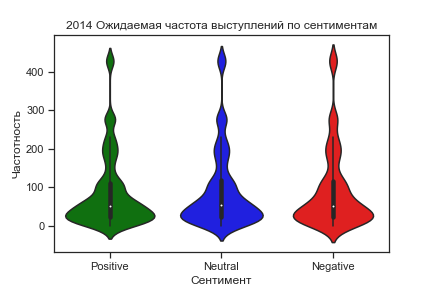 2014 Ожидаемая частота выступлений по сентиментам
Частотность
400
300
200
100
0
Positive
Neutral
Negative
Сентимент